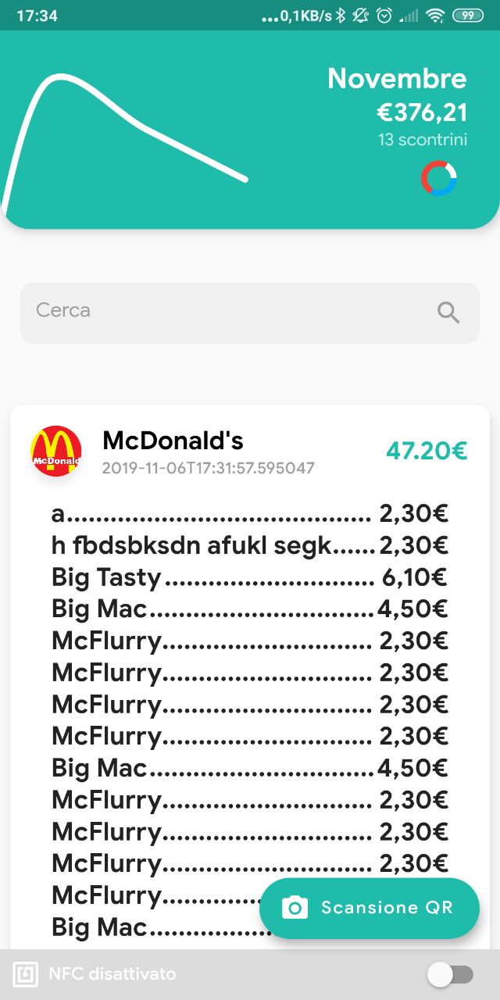 17:34 ...0,1KB/s 99
Novembre
€376,21
13 scontrini
Cerca
McDonald's 47.20€
McDonald
2019-11-06T17:31:57.595047
a.......................................... 2,30€
h fbdsbksdn afukl segk...... 2,30€
Big Tasty............................. 6,10€
Big Mac............................... 4,50€
McFlurry............................. 2,30€
McFlurry............................. 2,30€
McFlurry............................. 2,30€
McFlurry............................. 2,30€
Big Mac............................... 4,50€
McFlurry............................. 2,30€
McFlurry............................. 2,30€
McFlurry............................. 2,30€
McFlurry..............
Scansione QR
Big Mac.................
NFC disattivato